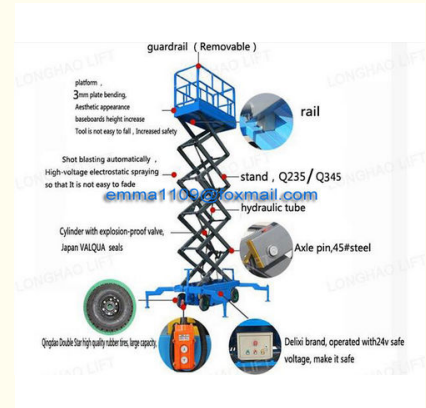 guardrail （Removable）
platform ，
3mm plate bending,
Aesthetic appearance
baseboards height increase
Tool is not easy to fall , Increased safety
rail
Shot blasting automatically ，
High-voltage electrostatic spraying
so that It is not easy to fade
stand , Q235/Q345
emma1109@foxmail.com
hydraulic tube
Cylinder with explosion-proof valve,
Japan VALQUA seals
Axle pin,45#steel
Qingdao Double Star high quality rubber tires, large capacity,
Delixi brand, operated with24v safe
voltage, make it safe
LONGHAO LIFT
LONGHAO LIFT
LONGHAO LIFT
LONGHAO LIFT